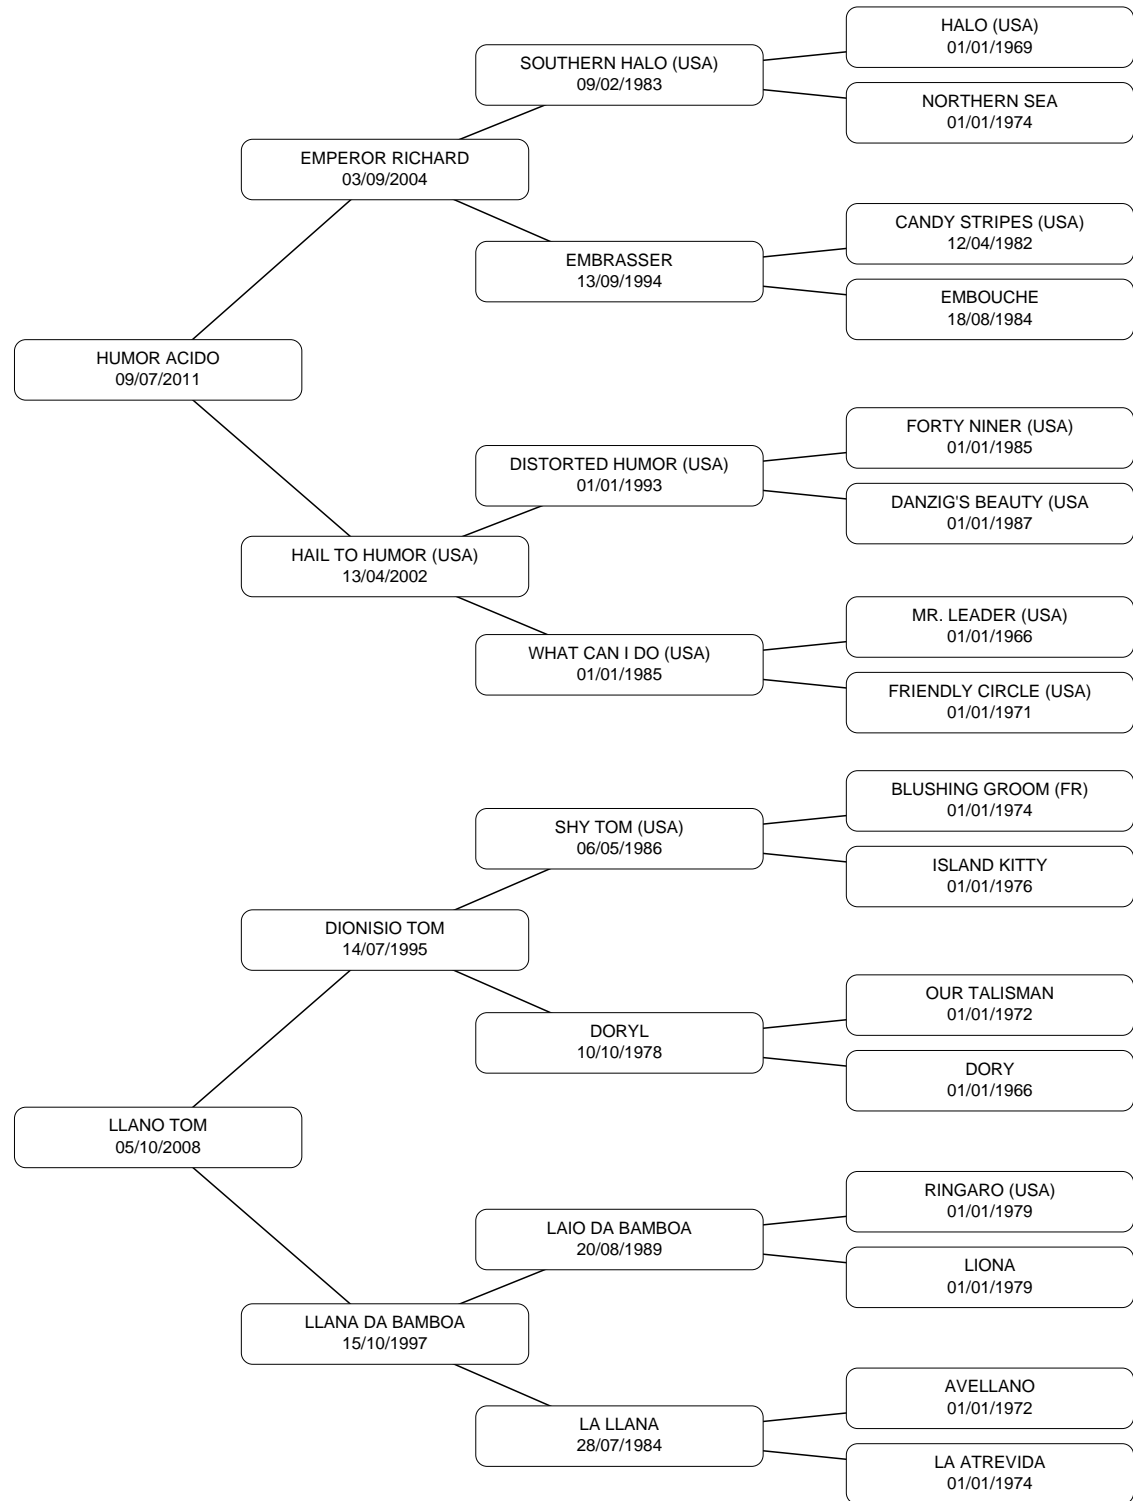 HALO (USA)
01/01/1969
SOUTHERN HALO (USA)
09/02/1983
NORTHERN SEA
01/01/1974
EMPEROR RICHARD
03/09/2004
CANDY STRIPES (USA)
12/04/1982
EMBRASSER
13/09/1994
EMBOUCHE
18/08/1984
HUMOR ACIDO
09/07/2011
FORTY NINER (USA)
01/01/1985
DISTORTED HUMOR (USA)
01/01/1993
DANZIG'S BEAUTY (USA
01/01/1987
HAIL TO HUMOR (USA)
13/04/2002
MR. LEADER (USA)
01/01/1966
WHAT CAN I DO (USA)
01/01/1985
FRIENDLY CIRCLE (USA)
01/01/1971
BLUSHING GROOM (FR)
01/01/1974
SHY TOM (USA)
06/05/1986
ISLAND KITTY
01/01/1976
DIONISIO TOM
14/07/1995
OUR TALISMAN
01/01/1972
DORYL
10/10/1978
DORY
01/01/1966
LLANO TOM
05/10/2008
RINGARO (USA)
01/01/1979
LAIO DA BAMBOA
20/08/1989
LIONA
01/01/1979
LLANA DA BAMBOA
15/10/1997
AVELLANO
01/01/1972
LA LLANA
28/07/1984
LA ATREVIDA
01/01/1974